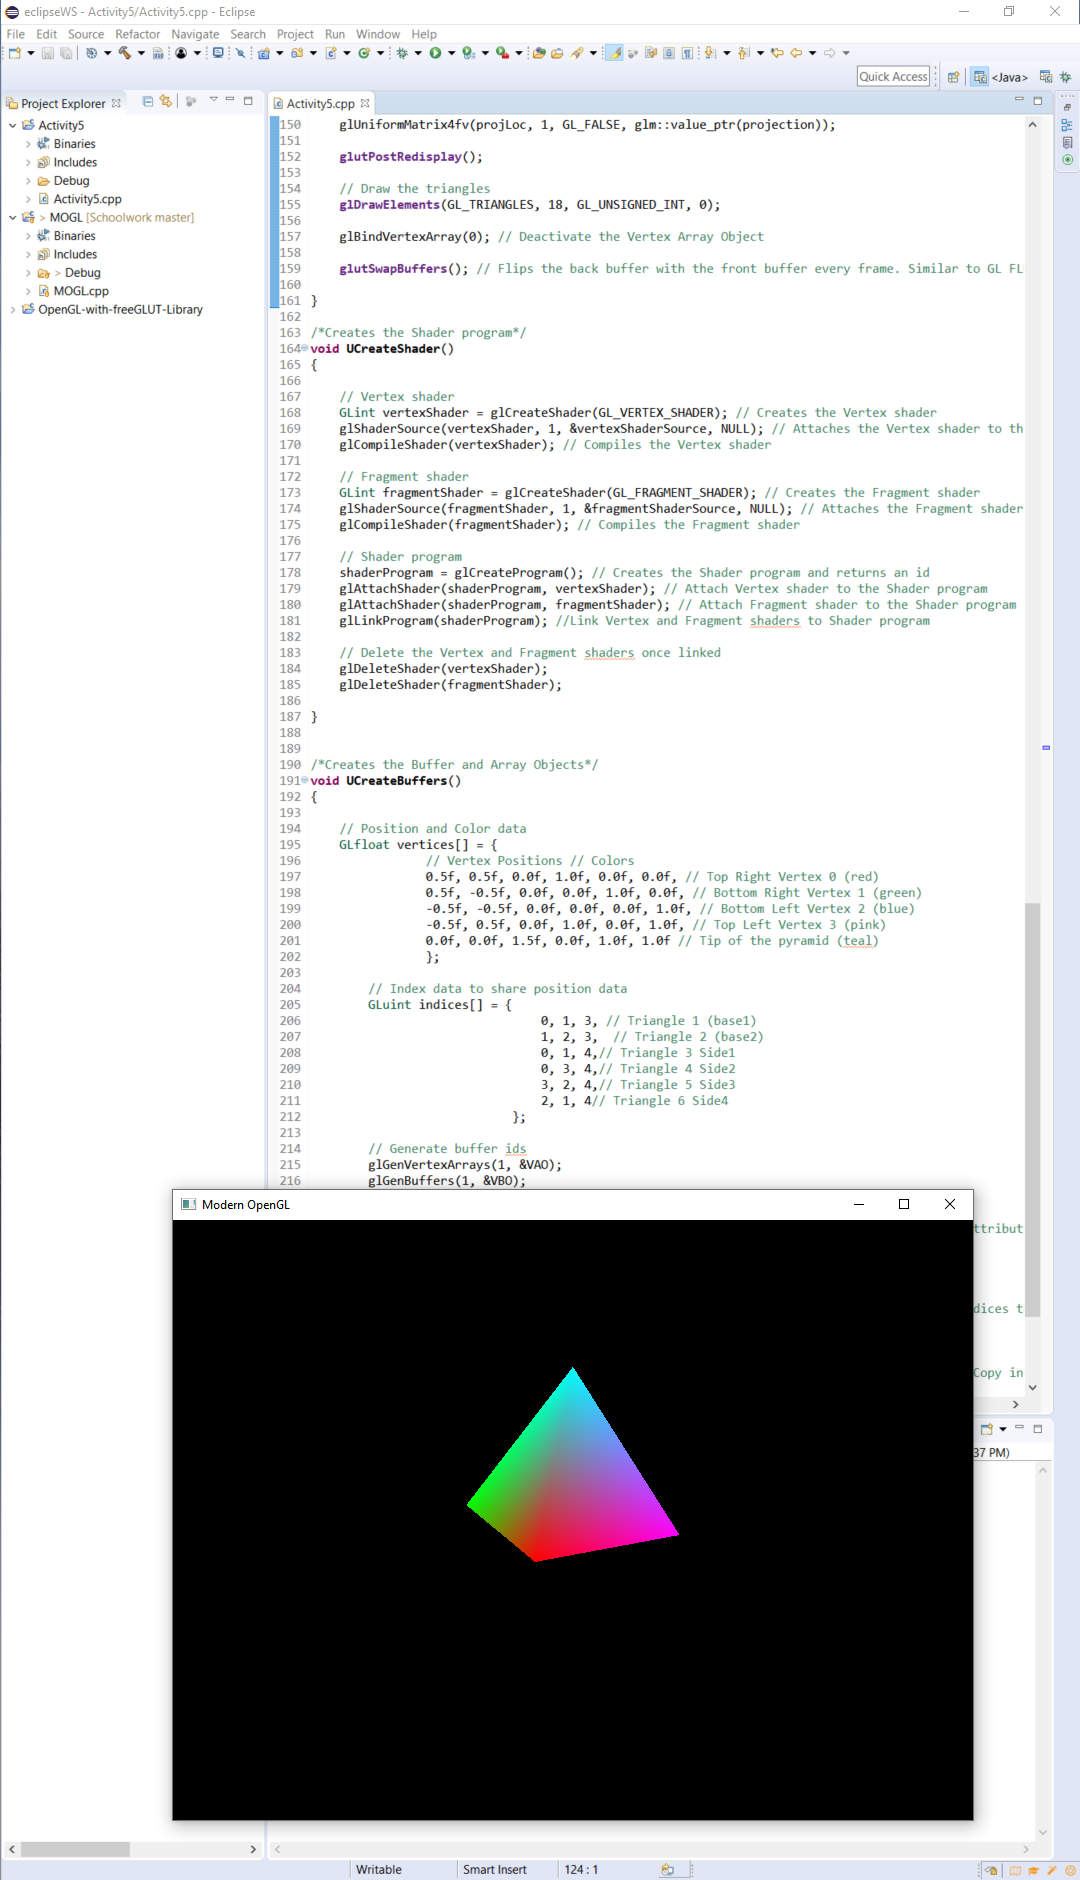 eclipseWS - Activity5/Activity5.cpp - Eclipse
File Edit Source Refactor Navigate Search Project Run Window Help
Quick Access <Java>
Project Explorer
Activity5
Binaries
Includes
Debug
Activity5.cpp
> MOGL [Schoolwork master]
Binaries
Includes
> Debug
MOGL.cpp
OpenGL-with-freeGLUT-Library
Activity5.cpp
150 glUniformMatrix4fv(projLoc, 1, GL_FALSE, glm::value_ptr(projection));
151
152 glutPostRedisplay();
153
154 // Draw the triangles
155 glDrawElements(GL_TRIANGLES, 18, GL_UNSIGNED_INT, 0);
156
157 glBindVertexArray(0); // Deactivate the Vertex Array Object
158
159 glutSwapBuffers(); // Flips the back buffer with the front buffer every frame. Similar to GL FL
160
161 }
162
163 /*Creates the Shader program*/
164 void UCreateShader()
165 {
166
167 // Vertex shader
168 GLint vertexShader = glCreateShader(GL_VERTEX_SHADER); // Creates the Vertex shader
169 glShaderSource(vertexShader, 1, &vertexShaderSource, NULL); // Attaches the Vertex shader to th
170 glCompileShader(vertexShader); // Compiles the Vertex shader
171
172 // Fragment shader
173 GLint fragmentShader = glCreateShader(GL_FRAGMENT_SHADER); // Creates the Fragment shader
174 glShaderSource(fragmentShader, 1, &fragmentShaderSource, NULL); // Attaches the Fragment shader
175 glCompileShader(fragmentShader); // Compiles the Fragment shader
176
177 // Shader program
178 shaderProgram = glCreateProgram(); // Creates the Shader program and returns an id
179 glAttachShader(shaderProgram, vertexShader); // Attach Vertex shader to the Shader program
180 glAttachShader(shaderProgram, fragmentShader); // Attach Fragment shader to the Shader program
181 glLinkProgram(shaderProgram); //Link Vertex and Fragment shaders to Shader program
182
183 // Delete the Vertex and Fragment shaders once linked
184 glDeleteShader(vertexShader);
185 glDeleteShader(fragmentShader);
186
187 }
188
189
190 /*Creates the Buffer and Array Objects*/
191 void UCreateBuffers()
192 {
193
194 // Position and Color data
195 GLfloat vertices[] = {
196 // Vertex Positions // Colors
197 0.5f, 0.5f, 0.0f, 1.0f, 0.0f, 0.0f, // Top Right Vertex 0 (red)
198 0.5f, -0.5f, 0.0f, 0.0f, 1.0f, 0.0f, // Bottom Right Vertex 1 (green)
199 -0.5f, -0.5f, 0.0f, 0.0f, 0.0f, 1.0f, // Bottom Left Vertex 2 (blue)
200 -0.5f, 0.5f, 0.0f, 1.0f, 0.0f, 1.0f, // Top Left Vertex 3 (pink)
201 0.0f, 0.0f, 1.5f, 0.0f, 1.0f, 1.0f // Tip of the pyramid (teal)
202 };
203
204 // Index data to share position data
205 GLuint indices[] = {
206 0, 1, 3, // Triangle 1 (base1)
207 1, 2, 3, // Triangle 2 (base2)
208 0, 1, 4,// Triangle 3 Side1
209 0, 3, 4,// Triangle 4 Side2
210 3, 2, 4,// Triangle 5 Side3
211 2, 1, 4// Triangle 6 Side4
212 };
213
214 // Generate buffer ids
215 glGenVertexArrays(1, &VAO);
216 glGenBuffers(1, &VBO);
Modern OpenGL
ttribut
dices t
Copy in
37 PM)
Writable Smart Insert 124 : 1